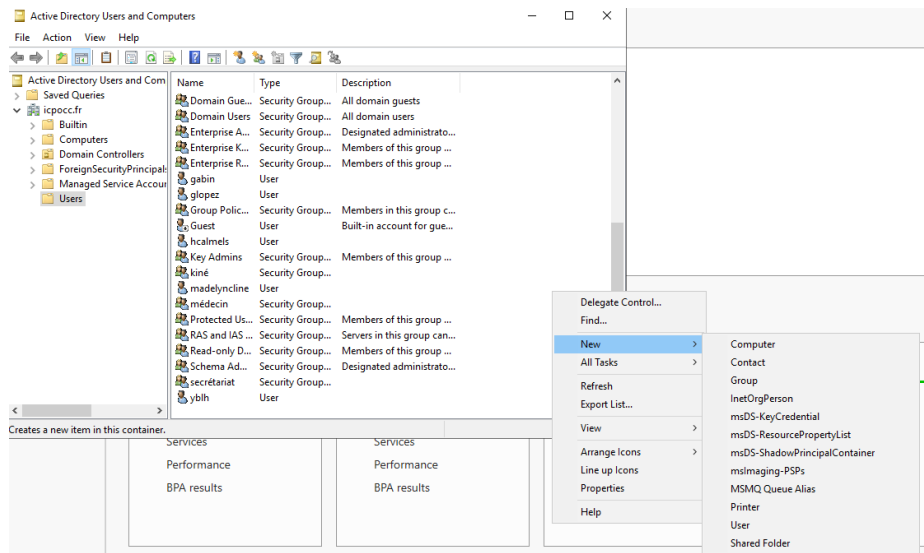 Active Directory Users and Computers
File Action View Help
Active Directory Users and Com
Saved Queries
icpocc.fr
Builtin
Computers
Domain Controllers
ForeignSecurityPrincipals
Managed Service Accour
Users
Name Type Description
Domain Gue... Security Group... All domain guests
Domain Users Security Group... All domain users
Enterprise A... Security Group... Designated administrato...
Enterprise K... Security Group... Members of this group ...
Enterprise R... Security Group... Members of this group ...
gabin User
glopez User
Group Polic... Security Group... Members in this group c...
Guest User Built-in account for gue...
hcalmels User
Key Admins Security Group... Members of this group ...
kiné Security Group...
madelyncline User
médecin Security Group...
Protected Us... Security Group... Members of this group ...
RAS and IAS ... Security Group... Servers in this group can...
Read-only D... Security Group... Members of this group ...
Schema Ad... Security Group... Designated administrato...
secrétariat Security Group...
yblh User
Creates a new item in this container.
Delegate Control...
Find...
New
All Tasks
Refresh
Export List...
View
Arrange Icons
Line up Icons
Properties
Help
Computer
Contact
Group
InetOrgPerson
msDS-KeyCredential
msDS-ResourcePropertyList
msDS-ShadowPrincipalContainer
msImaging-PSPs
MSMQ Queue Alias
Printer
User
Shared Folder
Services
Performance
BPA results
Services
Performance
BPA results